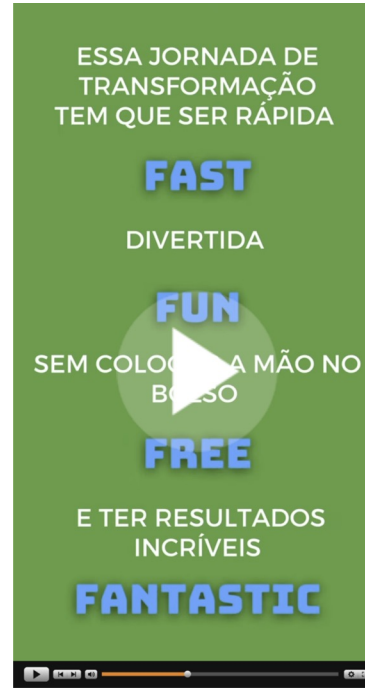 ESSA JORNADA DE
TRANSFORMAÇÃO
TEM QUE SER RÁPIDA
FAST
DIVERTIDA
FUN
SEM A MÃO NO
FREE
E TER RESULTADOS
INCRÍVEIS
FANTASTIC